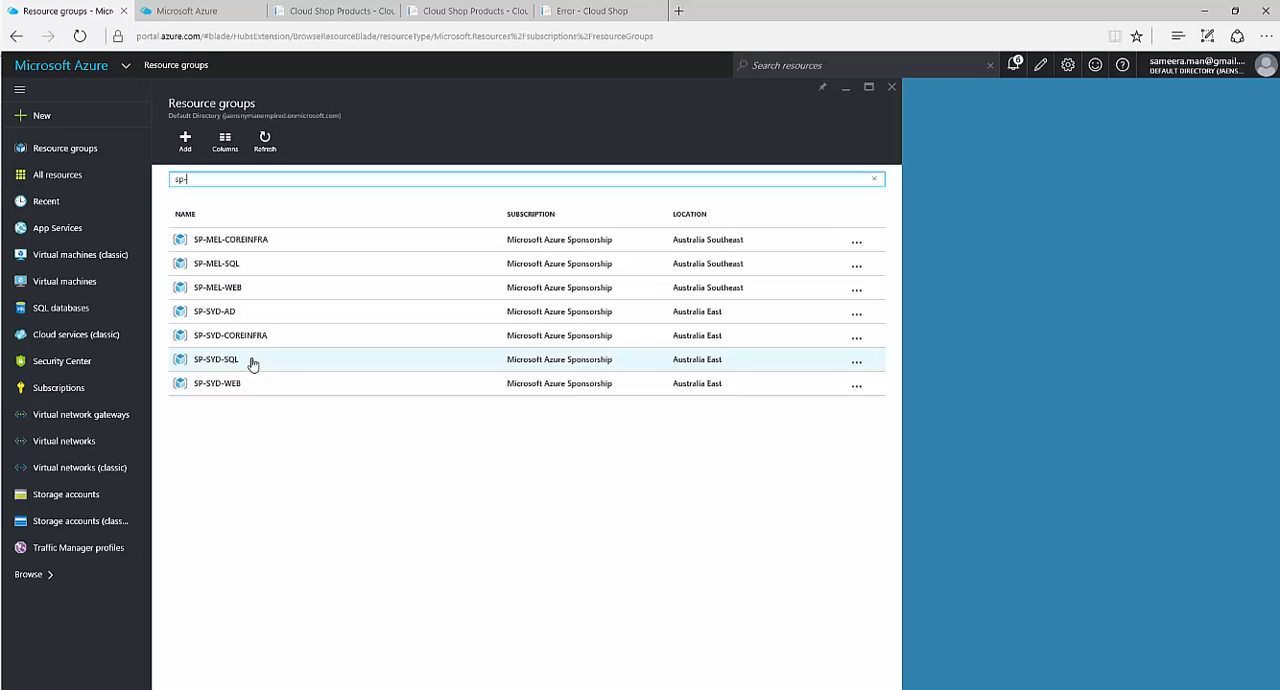 Resource groups - Micr
Microsoft Azure
Cloud Shop Products - Clou
Cloud Shop Products - Clou
Error - Cloud Shop
portal.azure.com/#blade/HubsExtension/BrowseResourceBlade/resourceType/Microsoft.Resources%2Fsubscriptions%2FresourceGroups
Microsoft Azure
Resource groups
Search resources
6
sameera.man@gmail....
DEFAULT DIRECTORY (JAENS...
New
Resource groups
All resources
Recent
App Services
Virtual machines (classic)
Virtual machines
SQL databases
Cloud services (classic)
Security Center
Subscriptions
Virtual network gateways
Virtual networks
Virtual networks (classic)
Storage accounts
Storage accounts (class...
Traffic Manager profiles
Browse
Resource groups
Default Directory (jaensnymanempired.onmicrosoft.com)
Add
Columns
Refresh
sp-
NAME SUBSCRIPTION LOCATION
SP-MEL-COREINFRA Microsoft Azure Sponsorship Australia Southeast ...
SP-MEL-SQL Microsoft Azure Sponsorship Australia Southeast ...
SP-MEL-WEB Microsoft Azure Sponsorship Australia Southeast ...
SP-SYD-AD Microsoft Azure Sponsorship Australia East ...
SP-SYD-COREINFRA Microsoft Azure Sponsorship Australia East ...
SP-SYD-SQL Microsoft Azure Sponsorship Australia East ...
SP-SYD-WEB Microsoft Azure Sponsorship Australia East ...